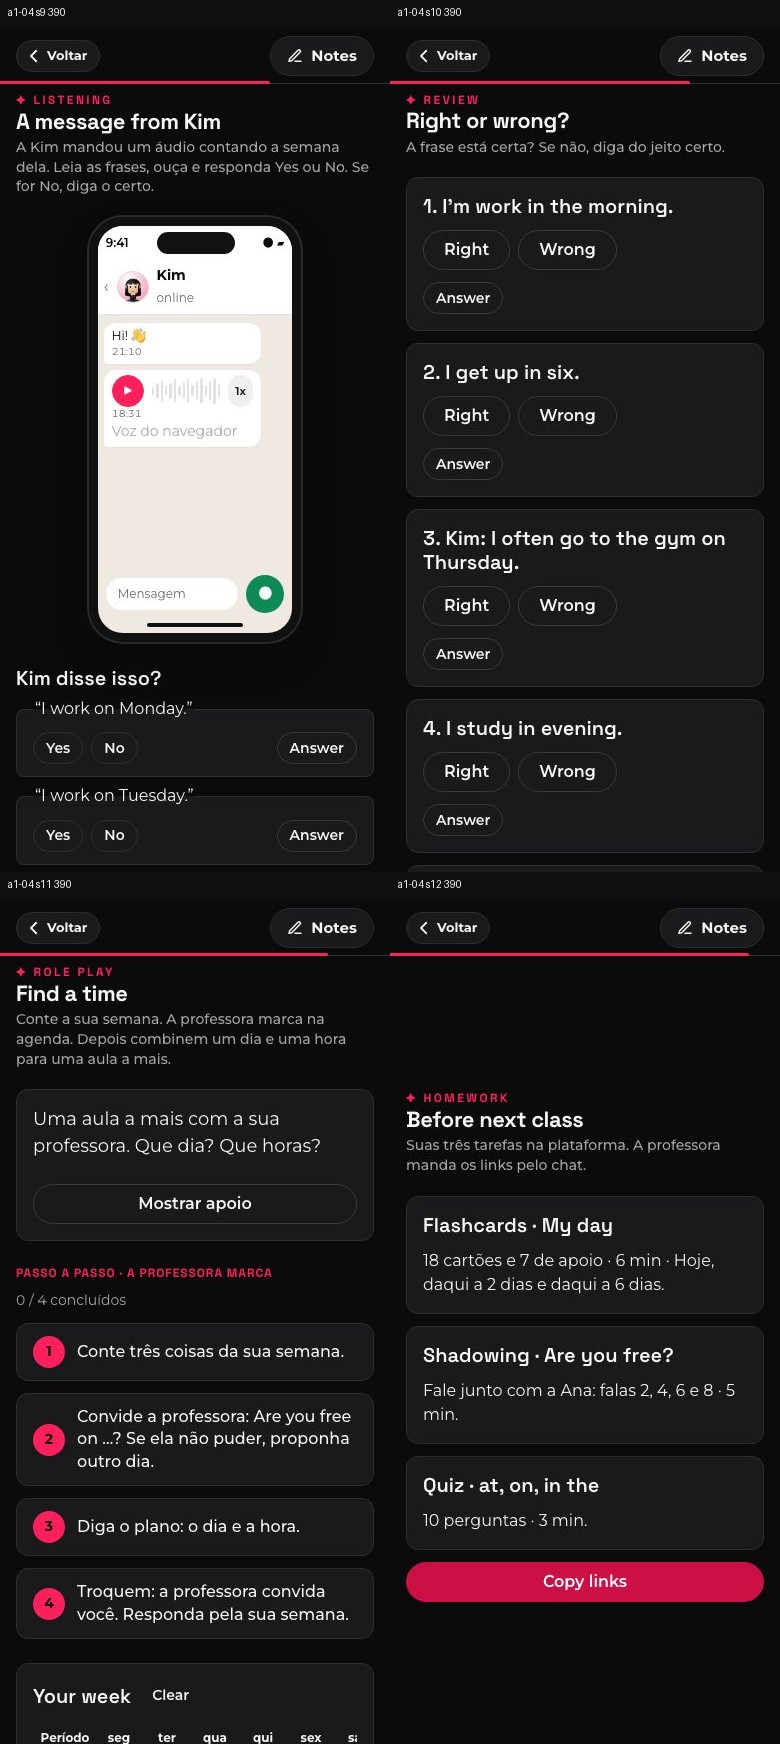 a1-04 s9 390
Voltar
Notes
LISTENING
A message from Kim
A Kim mandou um áudio contando a semana
dela. Leia as frases, ouça e responda Yes ou No. Se
for No, diga o certo.
9:41
Kim
online
Hi! 👋
21:10
1x
18:31
Voz do navegador
Mensagem
Kim disse isso?
“I work on Monday.”
Yes
No
Answer
“I work on Tuesday.”
Yes
No
Answer
a1-04 s10 390
Voltar
Notes
REVIEW
Right or wrong?
A frase está certa? Se não, diga do jeito certo.
1. I’m work in the morning.
Right
Wrong
Answer
2. I get up in six.
Right
Wrong
Answer
3. Kim: I often go to the gym on
Thursday.
Right
Wrong
Answer
4. I study in evening.
Right
Wrong
Answer
a1-04 s11 390
Voltar
Notes
ROLE PLAY
Find a time
Conte a sua semana. A professora marca na
agenda. Depois combinem um dia e uma hora
para uma aula a mais.
Uma aula a mais com a sua
professora. Que dia? Que horas?
Mostrar apoio
PASSO A PASSO · A PROFESSORA MARCA
0 / 4 concluídos
1 Conte três coisas da sua semana.
2 Convide a professora: Are you free
on ...? Se ela não puder, proponha
outro dia.
3 Diga o plano: o dia e a hora.
4 Troquem: a professora convida
você. Responda pela sua semana.
Your week Clear
Período seg ter qua qui sex
a1-04 s12 390
Voltar
Notes
HOMEWORK
Before next class
Suas três tarefas na plataforma. A professora
manda os links pelo chat.
Flashcards · My day
18 cartões e 7 de apoio · 6 min · Hoje,
daqui a 2 dias e daqui a 6 dias.
Shadowing · Are you free?
Fale junto com a Ana: falas 2, 4, 6 e 8 · 5
min.
Quiz · at, on, in the
10 perguntas · 3 min.
Copy links